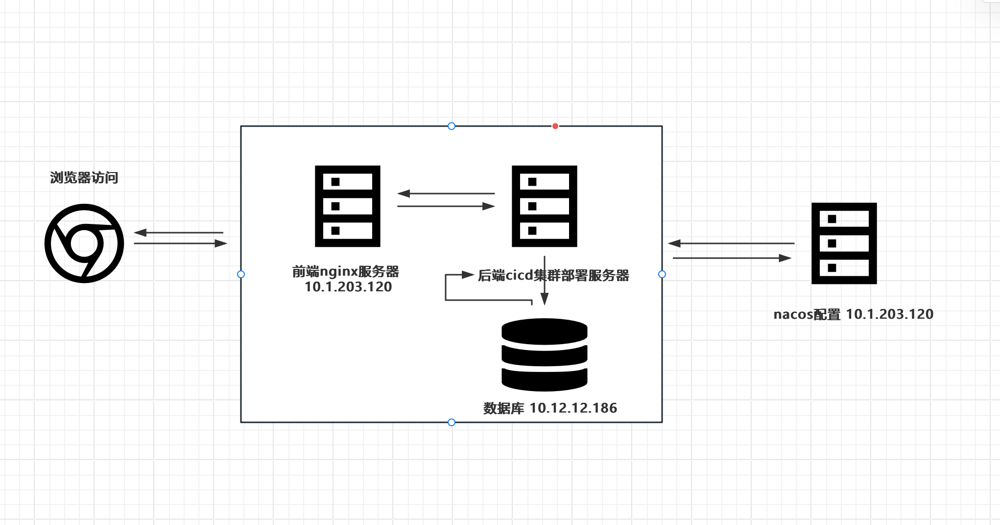 浏览器访问
前端nginx服务器
10.1.203.120
后端cicd集群部署服务器
数据库 10.12.12.186
nacos配置 10.1.203.120